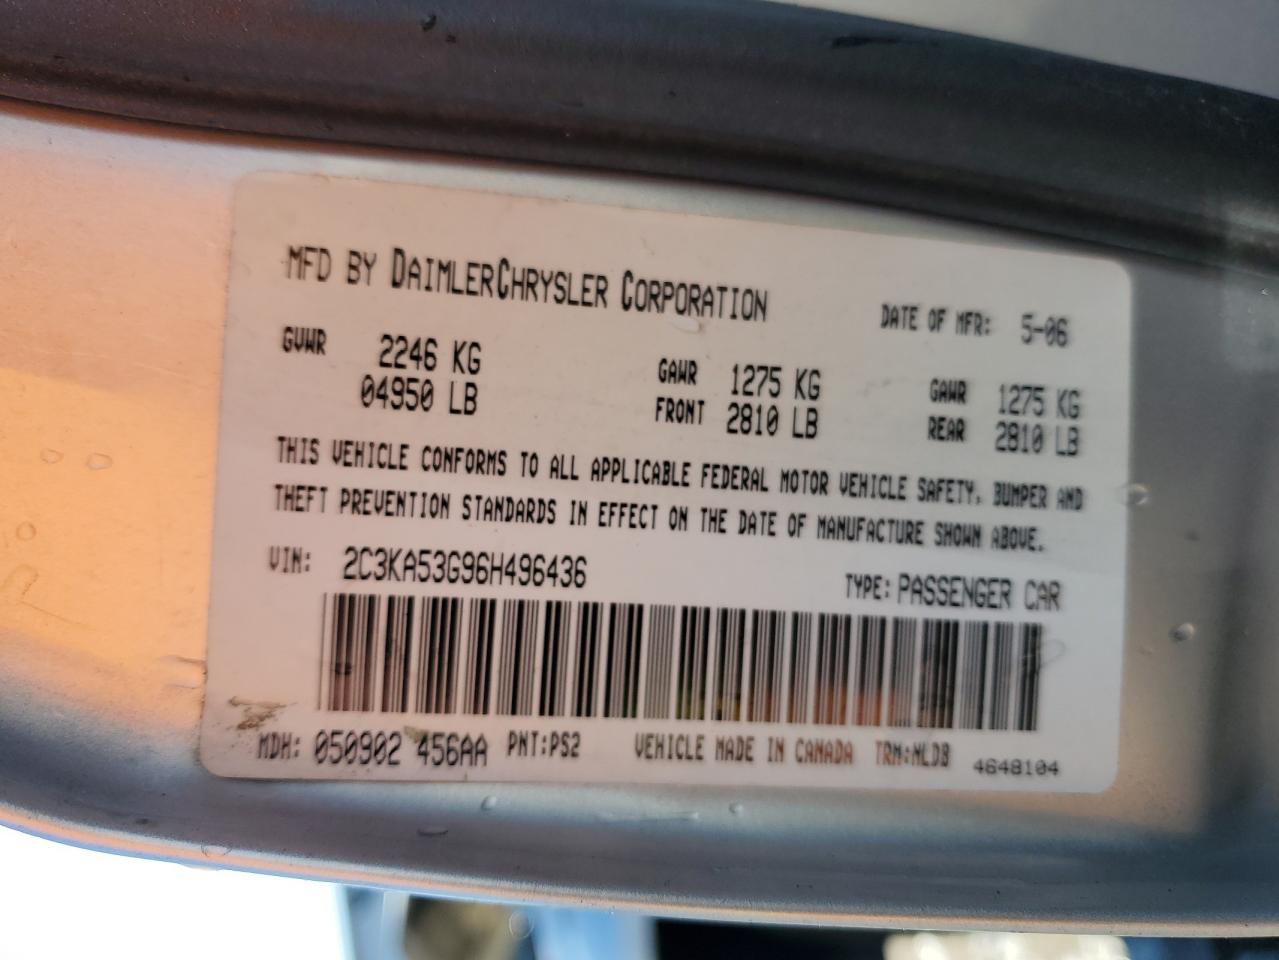 MFD BY DAIMLERCHRYSLER CORPORATION DATE OF MFR: 5-06
GVWR 2246 KG GAWR 1275 KG GAWR 1275 KG
04950 LB FRONT 2810 LB REAR 2810 LB
THIS VEHICLE CONFORMS TO ALL APPLICABLE FEDERAL MOTOR VEHICLE SAFETY, BUMPER AND
THEFT PREVENTION STANDARDS IN EFFECT ON THE DATE OF MANUFACTURE SHOWN ABOVE.
VIN: 2C3KA53G96H496436 TYPE: PASSENGER CAR
MDH: 050902 456AA PNT:PS2 VEHICLE MADE IN CANADA TRM:NLDB 4648104